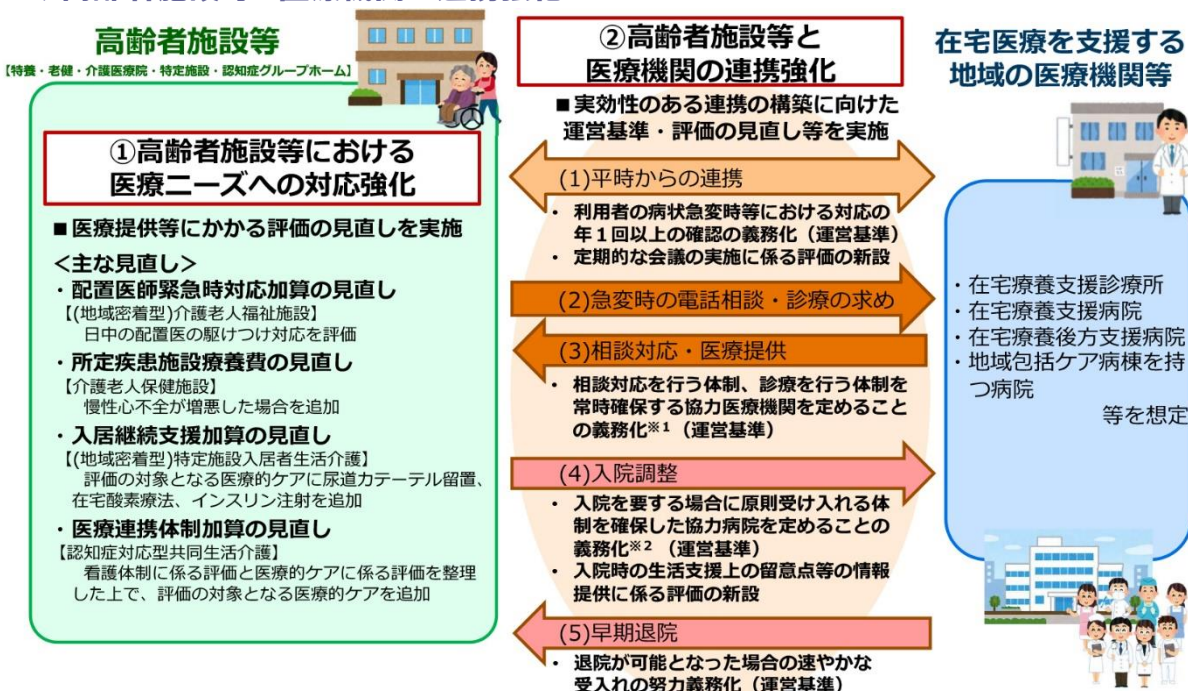 高齢者施設等
【特養・老健・介護医療院・特定施設・認知症グループホーム】
①高齢者施設等における
医療ニーズへの対応強化
■医療提供等にかかる評価の見直しを実施
<主な見直し>
・配置医師緊急時対応加算の見直し
【(地域密着型)介護老人福祉施設】
日中の配置医の駆けつけ対応を評価
・所定疾患施設療養費の見直し
【介護老人保健施設】
慢性心不全が増悪した場合を追加
・入居継続支援加算の見直し
【(地域密着型)特定施設入居者生活介護】
評価の対象となる医療的ケアに尿道カテーテル留置、
在宅酸素療法、インスリン注射を追加
・医療連携体制加算の見直し
【認知症対応型共同生活介護】
看護体制に係る評価と医療的ケアに係る評価を整理
した上で、評価の対象となる医療的ケアを追加
②高齢者施設等と
医療機関の連携強化
■実効性のある連携の構築に向けた
運営基準・評価の見直し等を実施
(1)平時からの連携
・ 利用者の病状急変時等における対応の
年１回以上の確認の義務化（運営基準）
・ 定期的な会議の実施に係る評価の新設
(2)急変時の電話相談・診療の求め
(3)相談対応・医療提供
・ 相談対応を行う体制、診療を行う体制を
常時確保する協力医療機関を定めること
の義務化※1（運営基準）
(4)入院調整
・ 入院を要する場合に原則受け入れる体
制を確保した協力病院を定めることの
義務化※2（運営基準）
・ 入院時の生活支援上の留意点等の情報
提供に係る評価の新設
(5)早期退院
・ 退院が可能となった場合の速やかな
受入れの努力義務化（運営基準）
在宅医療を支援する
地域の医療機関等
・在宅療養支援診療所
・在宅療養支援病院
・在宅療養後方支援病院
・地域包括ケア病棟を持
つ病院
等を想定